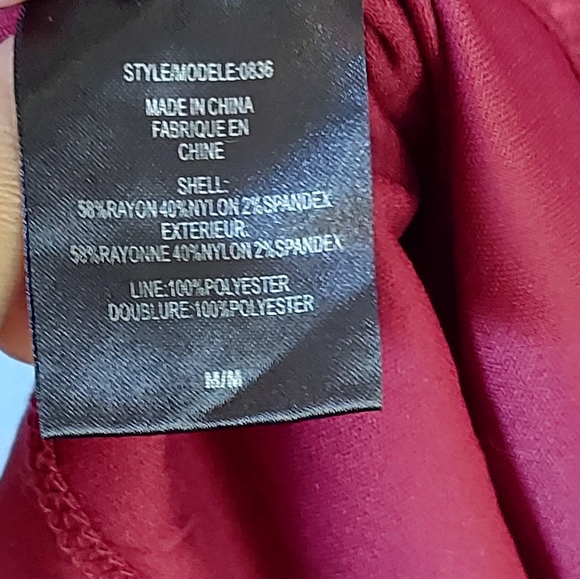 STYLE/MODELE:0836
MADE IN CHINA
FABRIQUE EN
CHINE
SHELL:
58%RAYON 40%NYLON 2%SPANDEX
EXTERIEUR:
58%RAYONNE 40%NYLON 2%SPANDEX
LINE:100%POLYESTER
DOUBLURE:100%POLYESTER
M/M